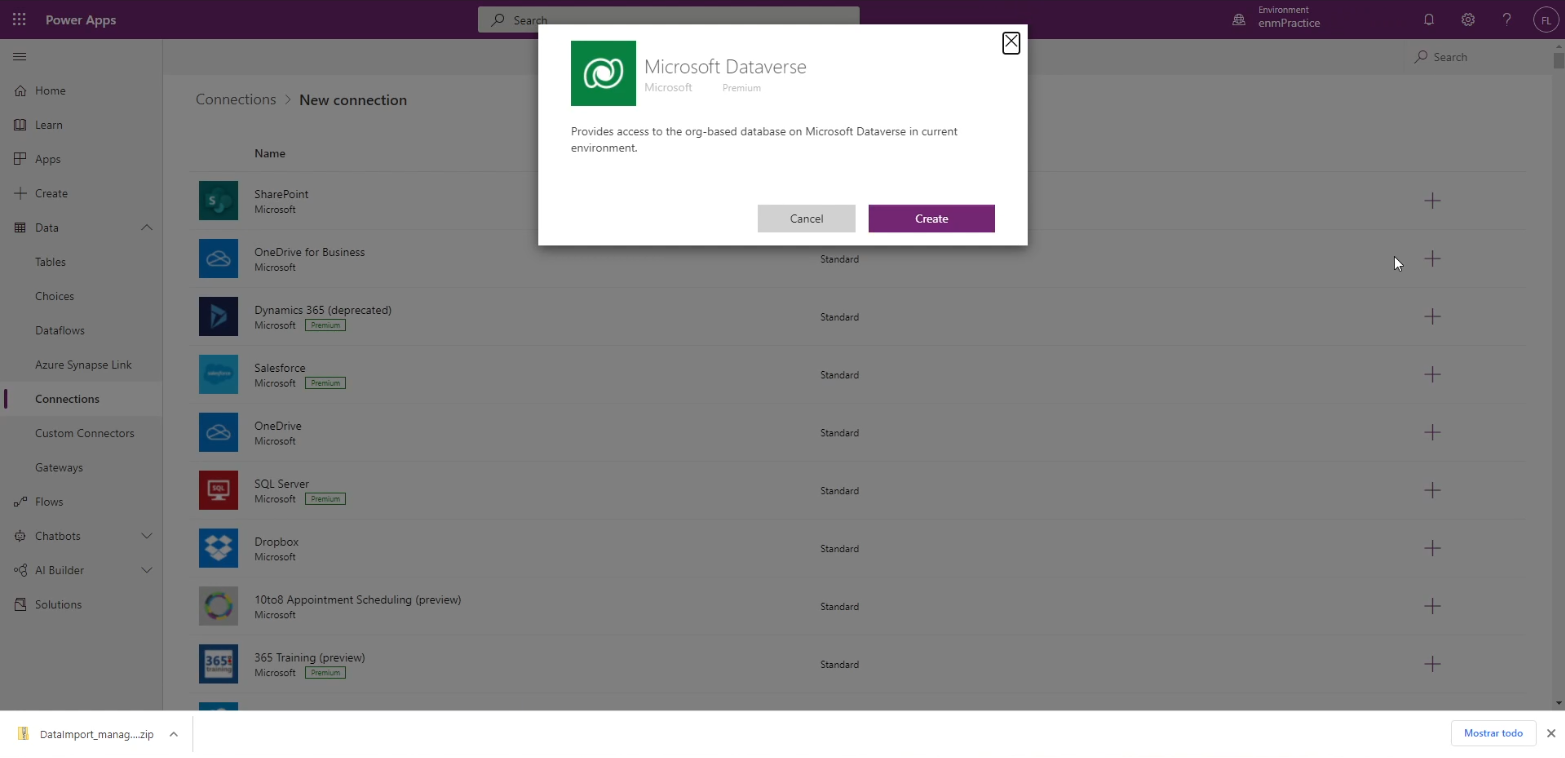 Power Apps
Search
Environment
enmPractice
?
FL
Search
Home
Learn
Apps
Create
Data
Tables
Choices
Dataflows
Azure Synapse Link
Connections
Custom Connectors
Gateways
Flows
Chatbots
AI Builder
Solutions
Connections > New connection
Name
Microsoft Dataverse
Microsoft Premium
Provides access to the org-based database on Microsoft Dataverse in current
environment.
Cancel Create
SharePoint
Microsoft
OneDrive for Business
Microsoft
Standard
Dynamics 365 (deprecated)
Microsoft Premium
Standard
Salesforce
Microsoft Premium
Standard
OneDrive
Microsoft
Standard
SQL
SQL Server
Microsoft Premium
Standard
Dropbox
Microsoft
Standard
10to8 Appointment Scheduling (preview)
Microsoft
Standard
365
training
365 Training (preview)
Microsoft Premium
Standard
DataImport_manag....zip
Mostrar todo